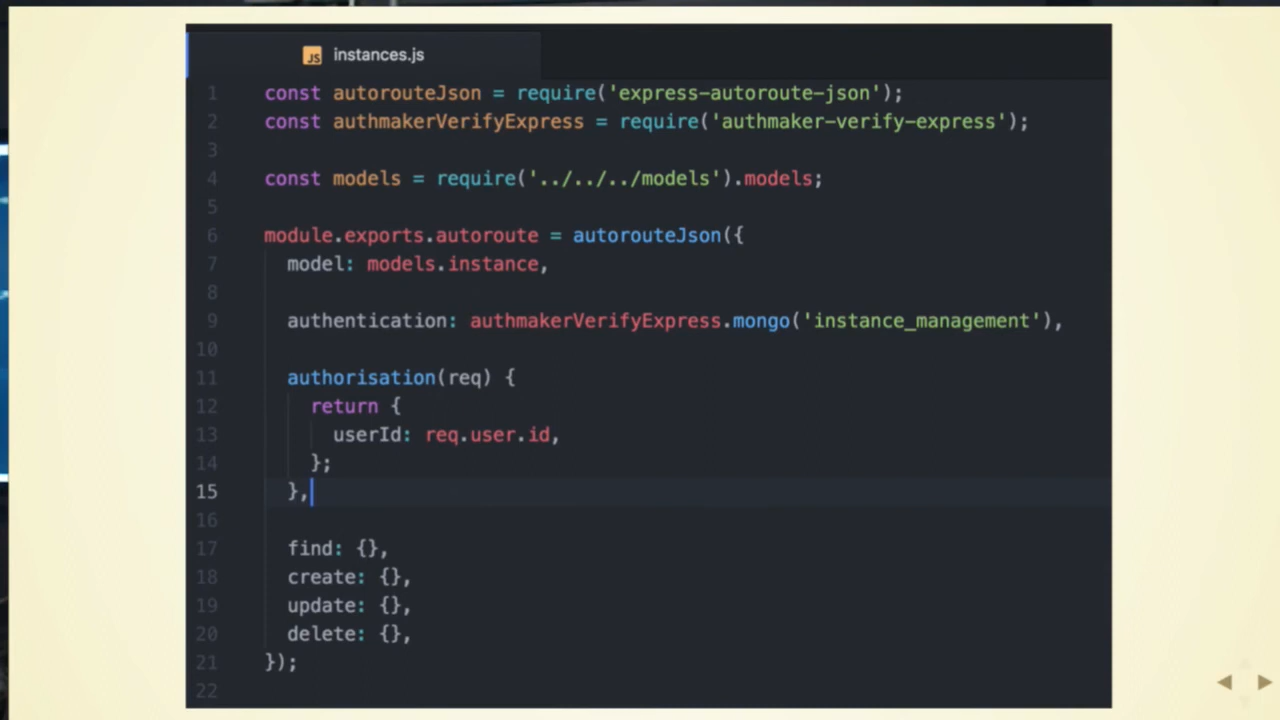 JS instances.js
1 const autorouteJson = require('express-autoroute-json');
2 const authmakerVerifyExpress = require('authmaker-verify-express');
3
4 const models = require('../../../models').models;
5
6 module.exports.autoroute = autorouteJson({
7 model: models.instance,
8
9 authentication: authmakerVerifyExpress.mongo('instance_management'),
10
11 authorisation(req) {
12 return {
13 userId: req.user.id,
14 };
15 },
16
17 find: {},
18 create: {},
19 update: {},
20 delete: {},
21 });
22